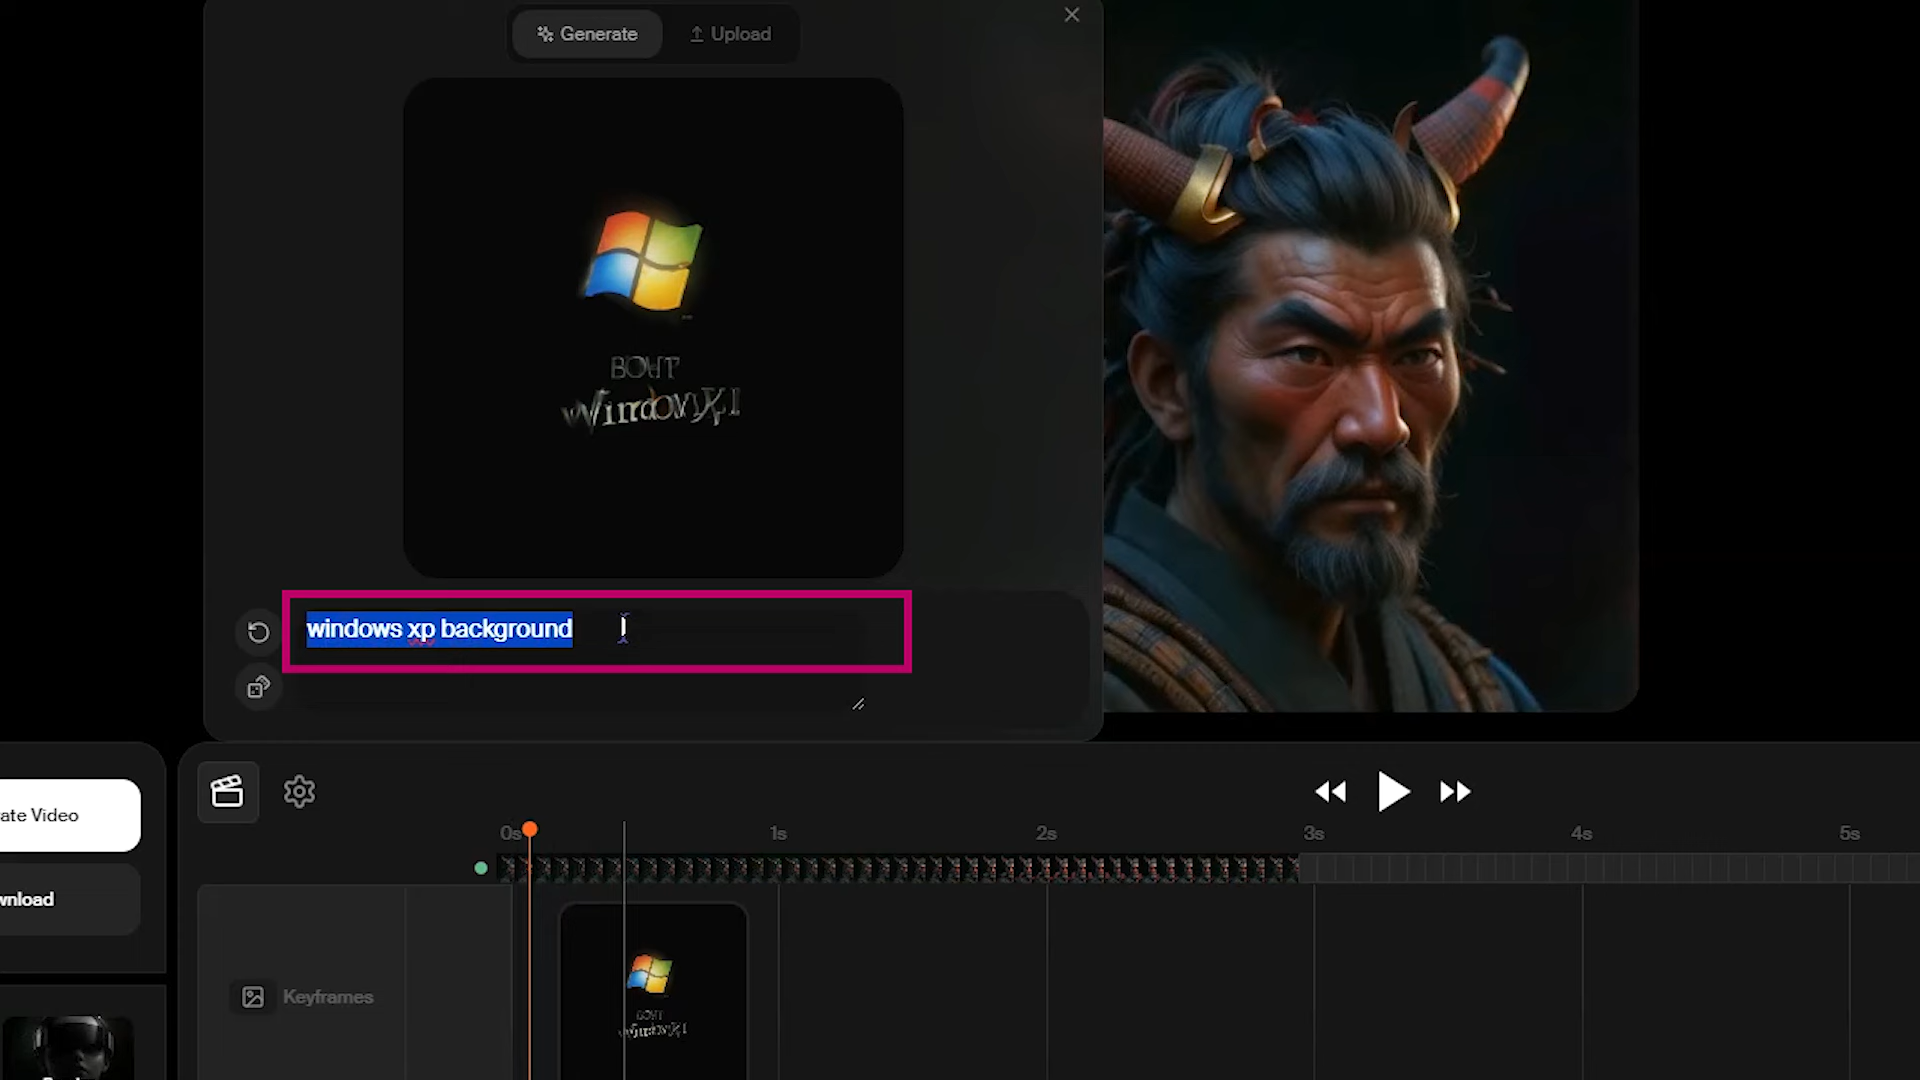 Generate
Upload
BOHT
windows xp background
ate Video
wnload
0s
1s
2s
3s
4s
5s
Keyframes